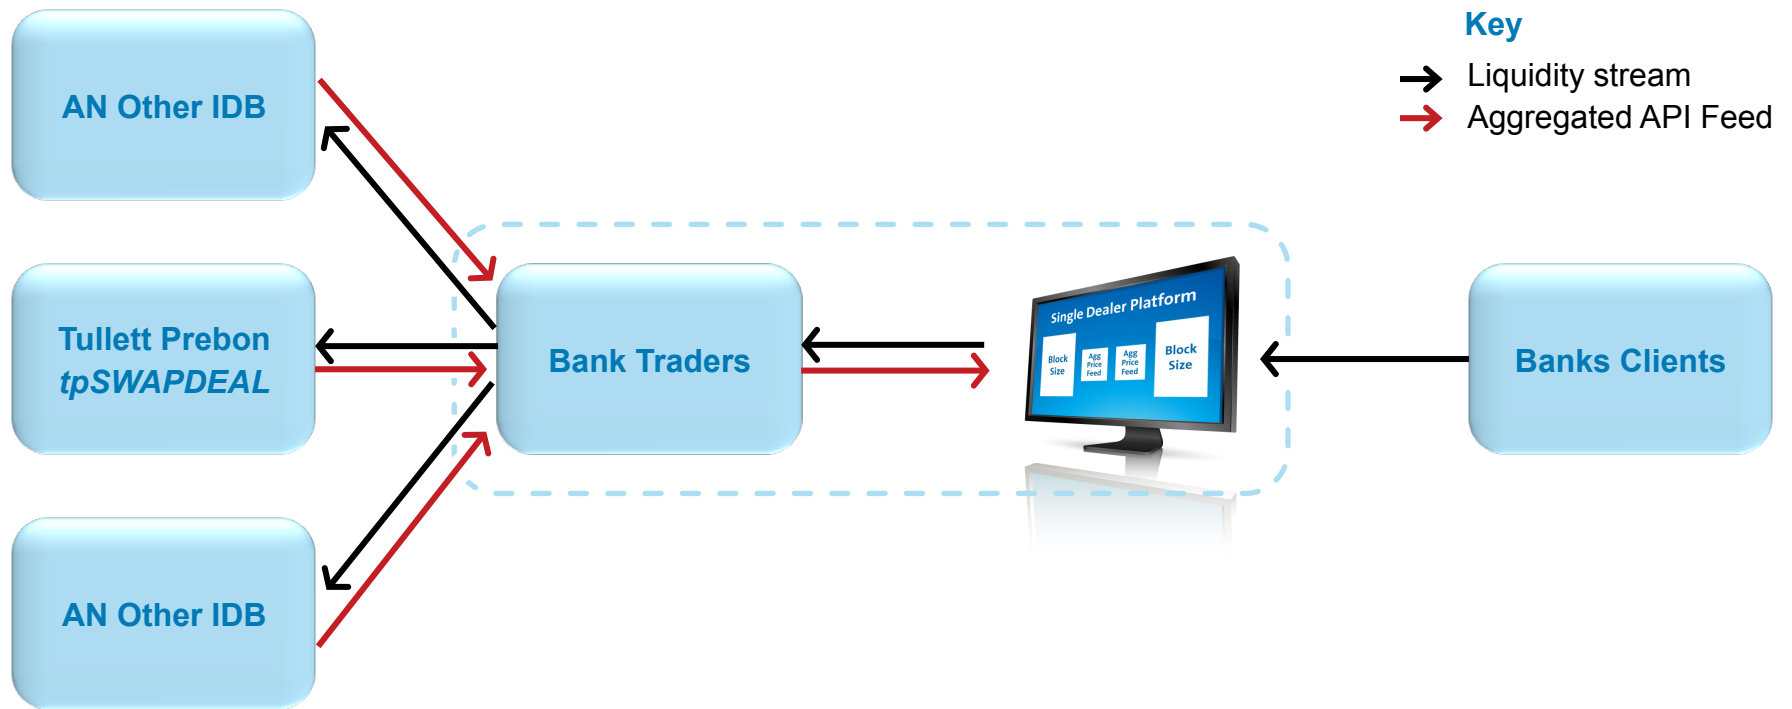 Key
Liquidity stream
Aggregated API Feed
AN Other IDB
Tullett Prebon
tpSWAPDEAL
AN Other IDB
Bank Traders
Single Dealer Platform
Block
Size
Agg
Price
Feed
Agg
Price
Feed
Block
Size
Banks Clients